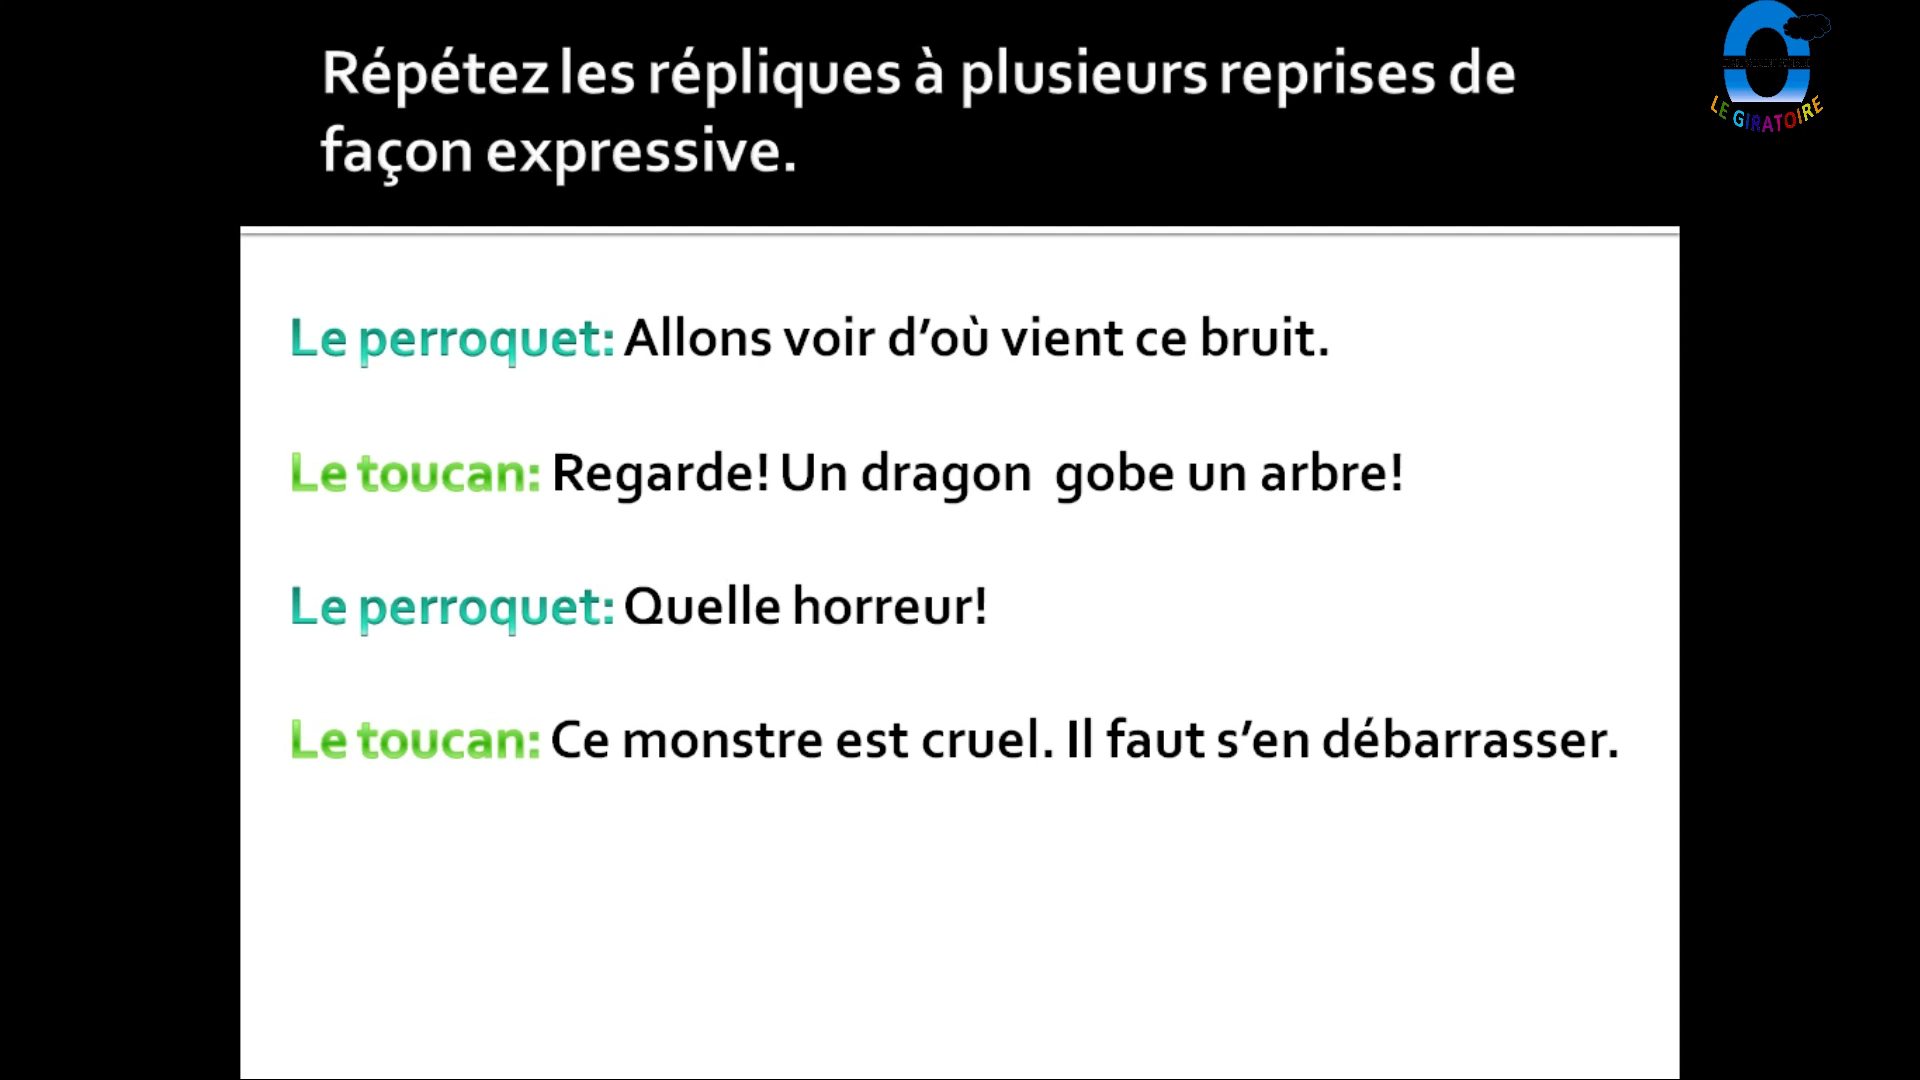 Répétez les répliques à plusieurs reprises de
façon expressive.
LE GIRATOIRE
Le perroquet: Allons voir d’où vient ce bruit.
Le toucan: Regarde! Un dragon  gobe un arbre!
Le perroquet: Quelle horreur!
Le toucan: Ce monstre est cruel. Il faut s’en débarrasser.